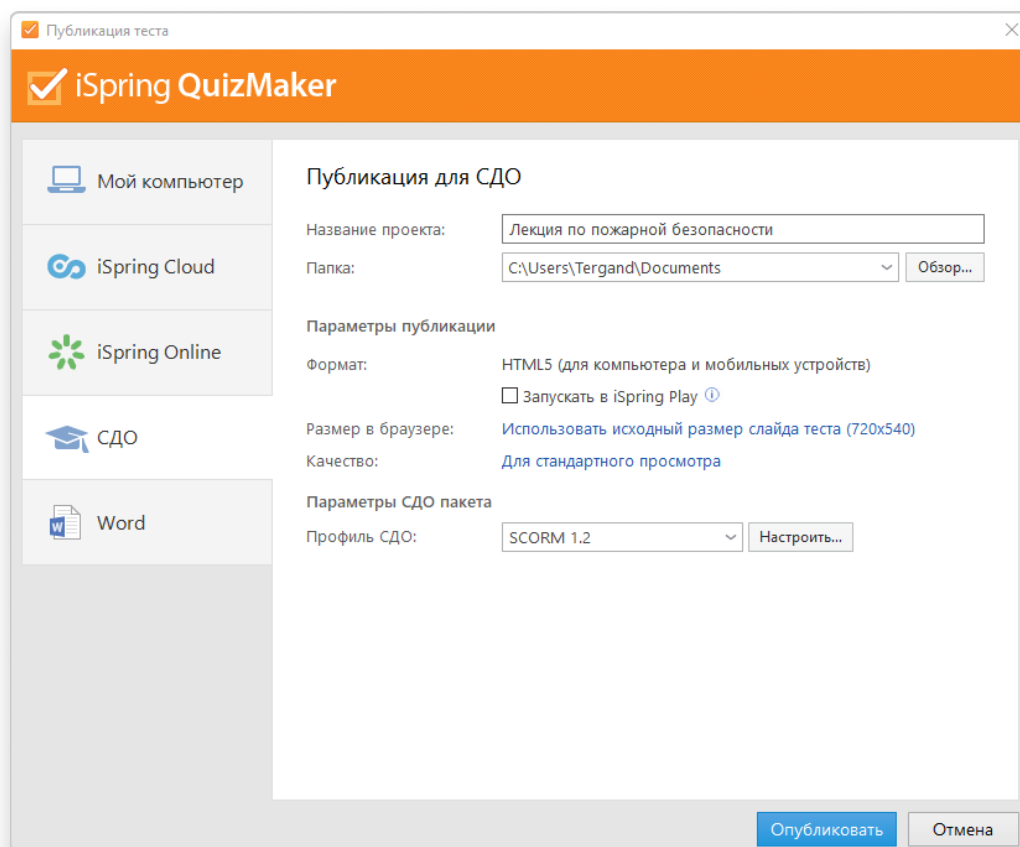 Публикация теста
iSpring QuizMaker
Мой компьютер
iSpring Cloud
iSpring Online
СДО
Word
Публикация для СДО
Название проекта: Лекция по пожарной безопасности
Папка: C:\Users\Tergand\Documents Обзор...
Параметры публикации
Формат: HTML5 (для компьютера и мобильных устройств)
Запускать в iSpring Play
Размер в браузере: Использовать исходный размер слайда теста (720x540)
Качество: Для стандартного просмотра
Параметры СДО пакета
Профиль СДО: SCORM 1.2 Настроить...
Опубликовать Отмена